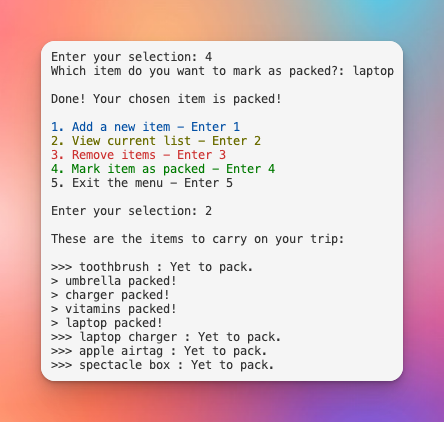 Enter your selection: 4
Which item do you want to mark as packed?: laptop
Done! Your chosen item is packed!
1. Add a new item – Enter 1
2. View current list – Enter 2
3. Remove items – Enter 3
4. Mark item as packed – Enter 4
5. Exit the menu – Enter 5
Enter your selection: 2
These are the items to carry on your trip:
>>> toothbrush : Yet to pack.
> umbrella packed!
> charger packed!
> vitamins packed!
> laptop packed!
>>> laptop charger : Yet to pack.
>>> apple airtag : Yet to pack.
>>> spectacle box : Yet to pack.